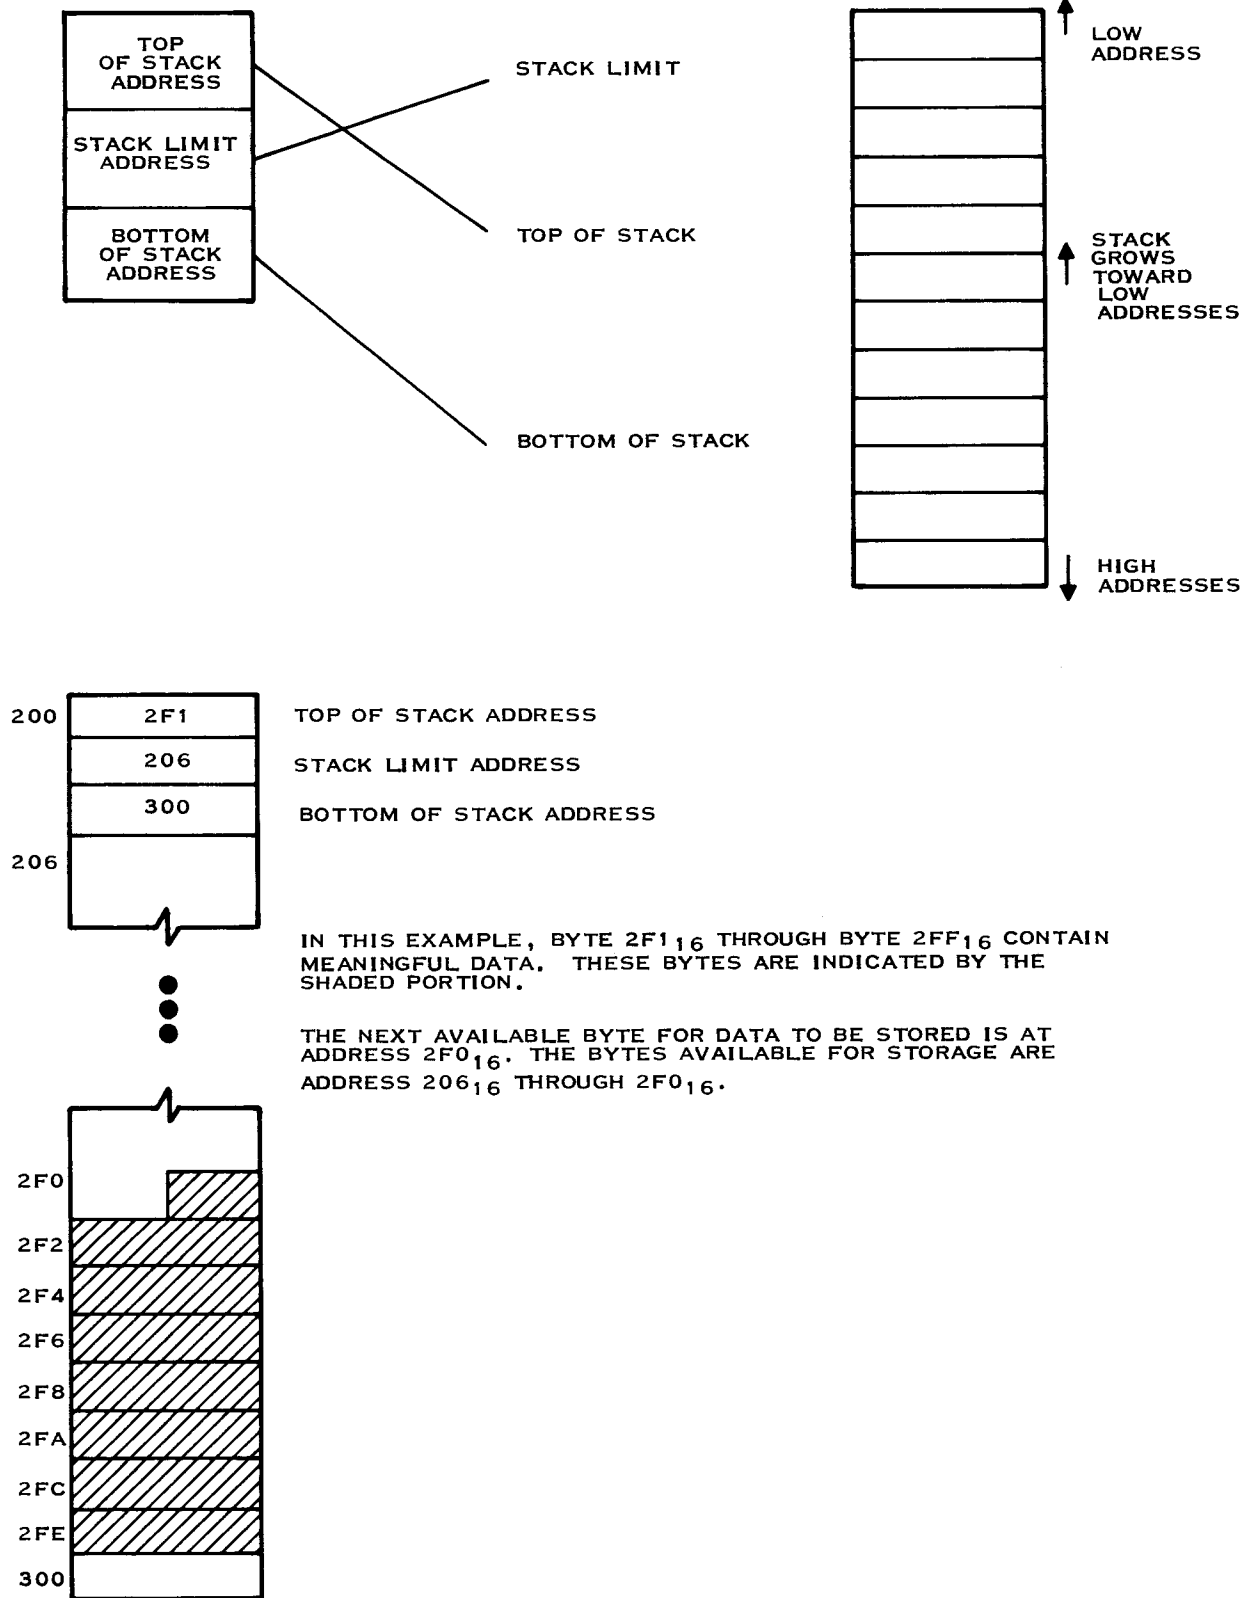 TOP
OF STACK
ADDRESS
STACK LIMIT
ADDRESS
BOTTOM
OF STACK
ADDRESS
STACK LIMIT
TOP OF STACK
BOTTOM OF STACK
LOW
ADDRESS
STACK
GROWS
TOWARD
LOW
ADDRESSES
HIGH
ADDRESSES
200 2F1 TOP OF STACK ADDRESS
206 STACK LIMIT ADDRESS
300 BOTTOM OF STACK ADDRESS
206
IN THIS EXAMPLE, BYTE 2F1₁₆ THROUGH BYTE 2FF₁₆ CONTAIN
MEANINGFUL DATA. THESE BYTES ARE INDICATED BY THE
SHADED PORTION.
THE NEXT AVAILABLE BYTE FOR DATA TO BE STORED IS AT
ADDRESS 2F0₁₆. THE BYTES AVAILABLE FOR STORAGE ARE
ADDRESS 206₁₆ THROUGH 2F0₁₆.
2F0
2F2
2F4
2F6
2F8
2FA
2FC
2FE
300